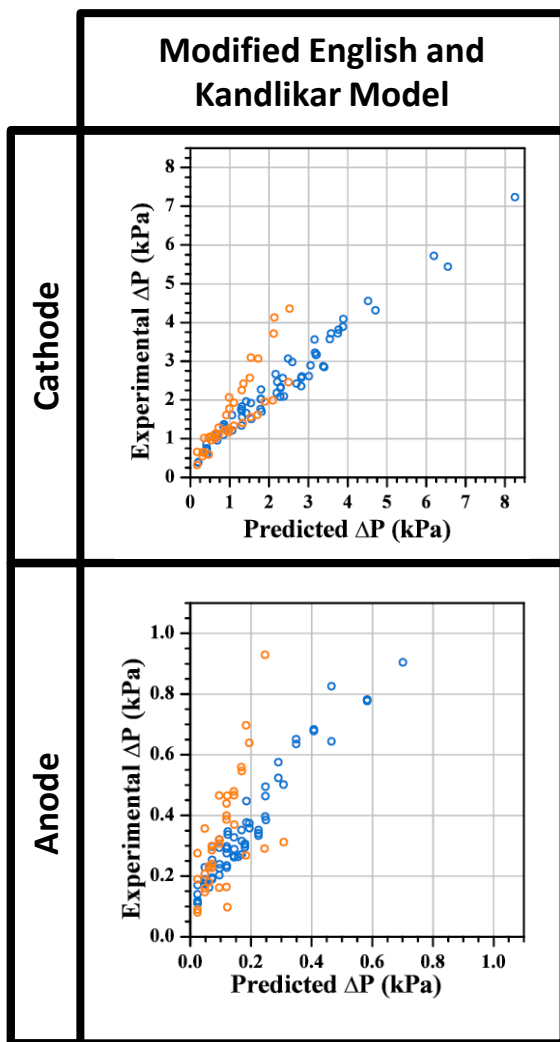 Modified English and
Kandlikar Model
Cathode
Experimental ΔP (kPa)
8
7
6
5
4
3
2
1
0
0 1 2 3 4 5 6 7 8
Predicted ΔP (kPa)
Anode
Experimental ΔP (kPa)
1.0
0.8
0.6
0.4
0.2
0.0
0.0 0.2 0.4 0.6 0.8 1.0
Predicted ΔP (kPa)